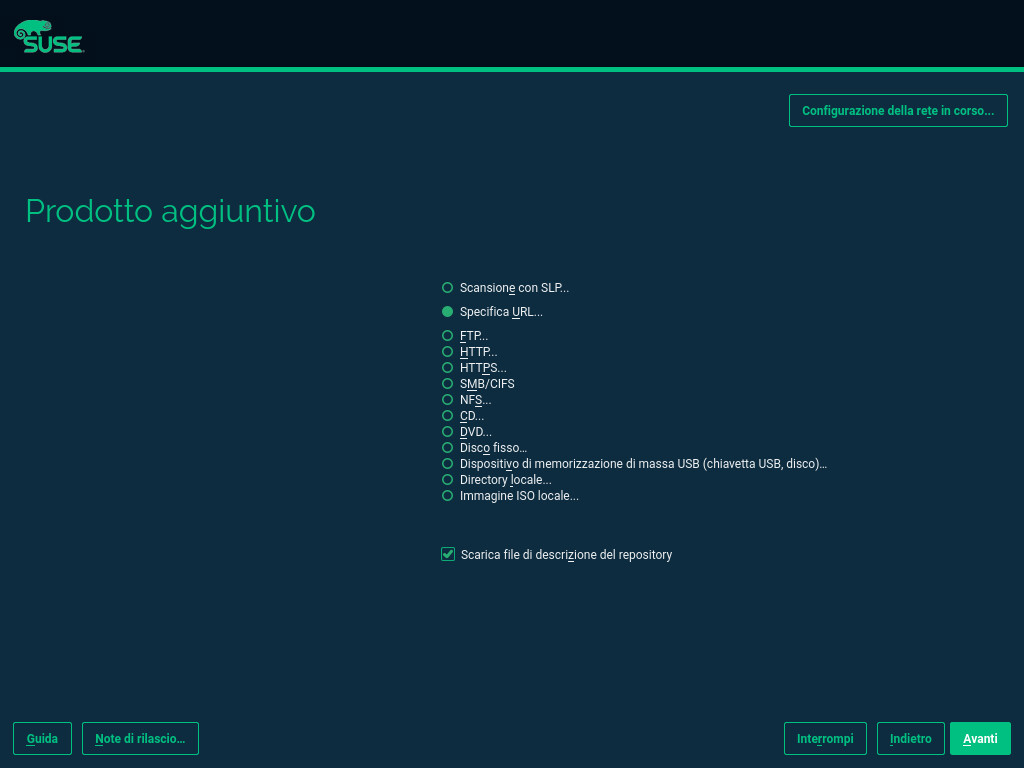 SUSE
Configurazione della rete in corso...
Prodotto aggiuntivo
Scansione con SLP...
Specifica URL...
FTP...
HTTP...
HTTPS...
SMB/CIFS
NFS...
CD...
DVD...
Disco fisso...
Dispositivo di memorizzazione di massa USB (chiavetta USB, disco)...
Directory locale...
Immagine ISO locale...
Scarica file di descrizione del repository
Guida Note di rilascio... Interrompi Indietro Avanti